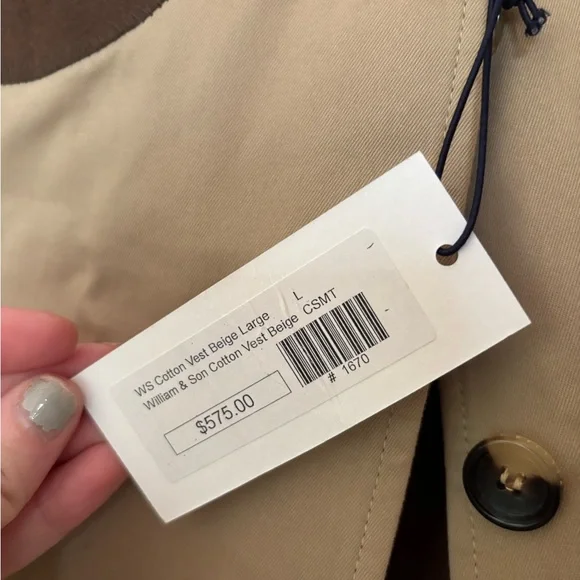 WS Cotton Vest Beige Large L
William & Son Cotton Vest Beige CSMT
$575.00
# 1670